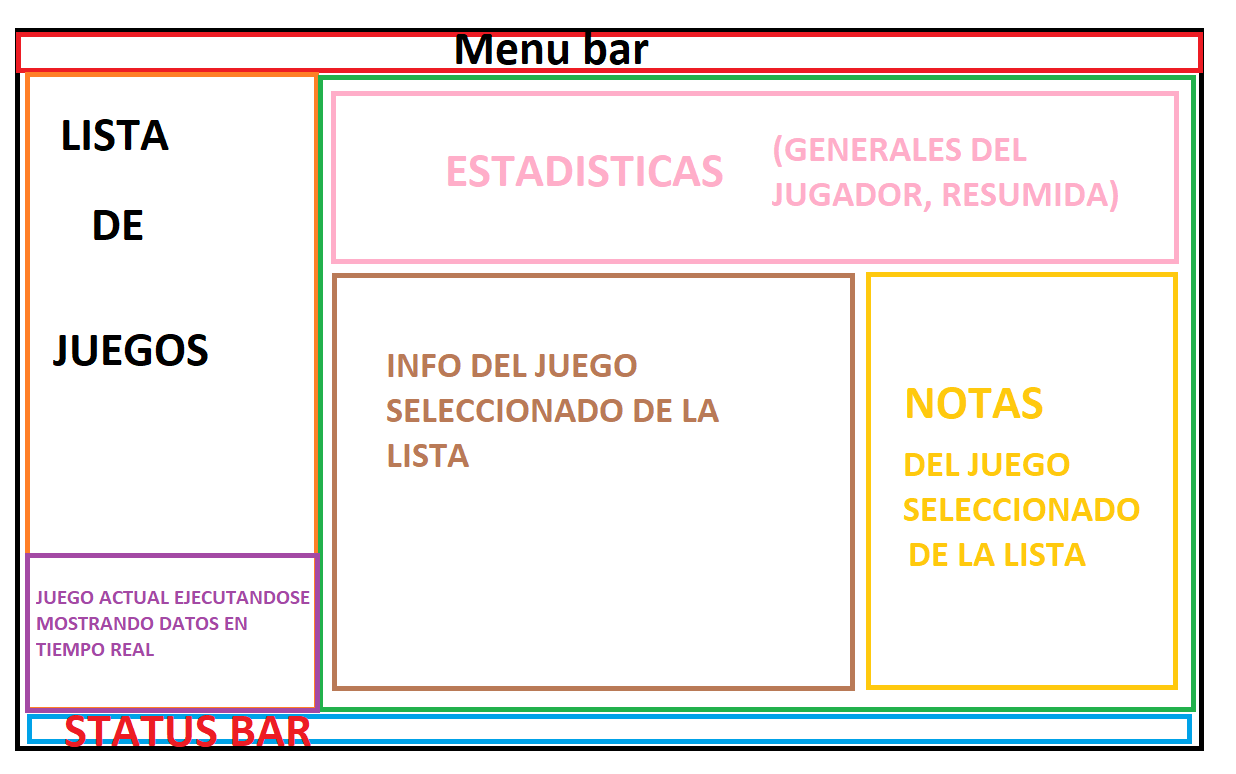 Menu bar
LISTA
DE
JUEGOS
JUEGO ACTUAL EJECUTANDOSE
MOSTRANDO DATOS EN
TIEMPO REAL
ESTADISTICAS
(GENERALES DEL
JUGADOR, RESUMIDA)
INFO DEL JUEGO
SELECCIONADO DE LA
LISTA
NOTAS
DEL JUEGO
SELECCIONADO
DE LA LISTA
STATUS BAR